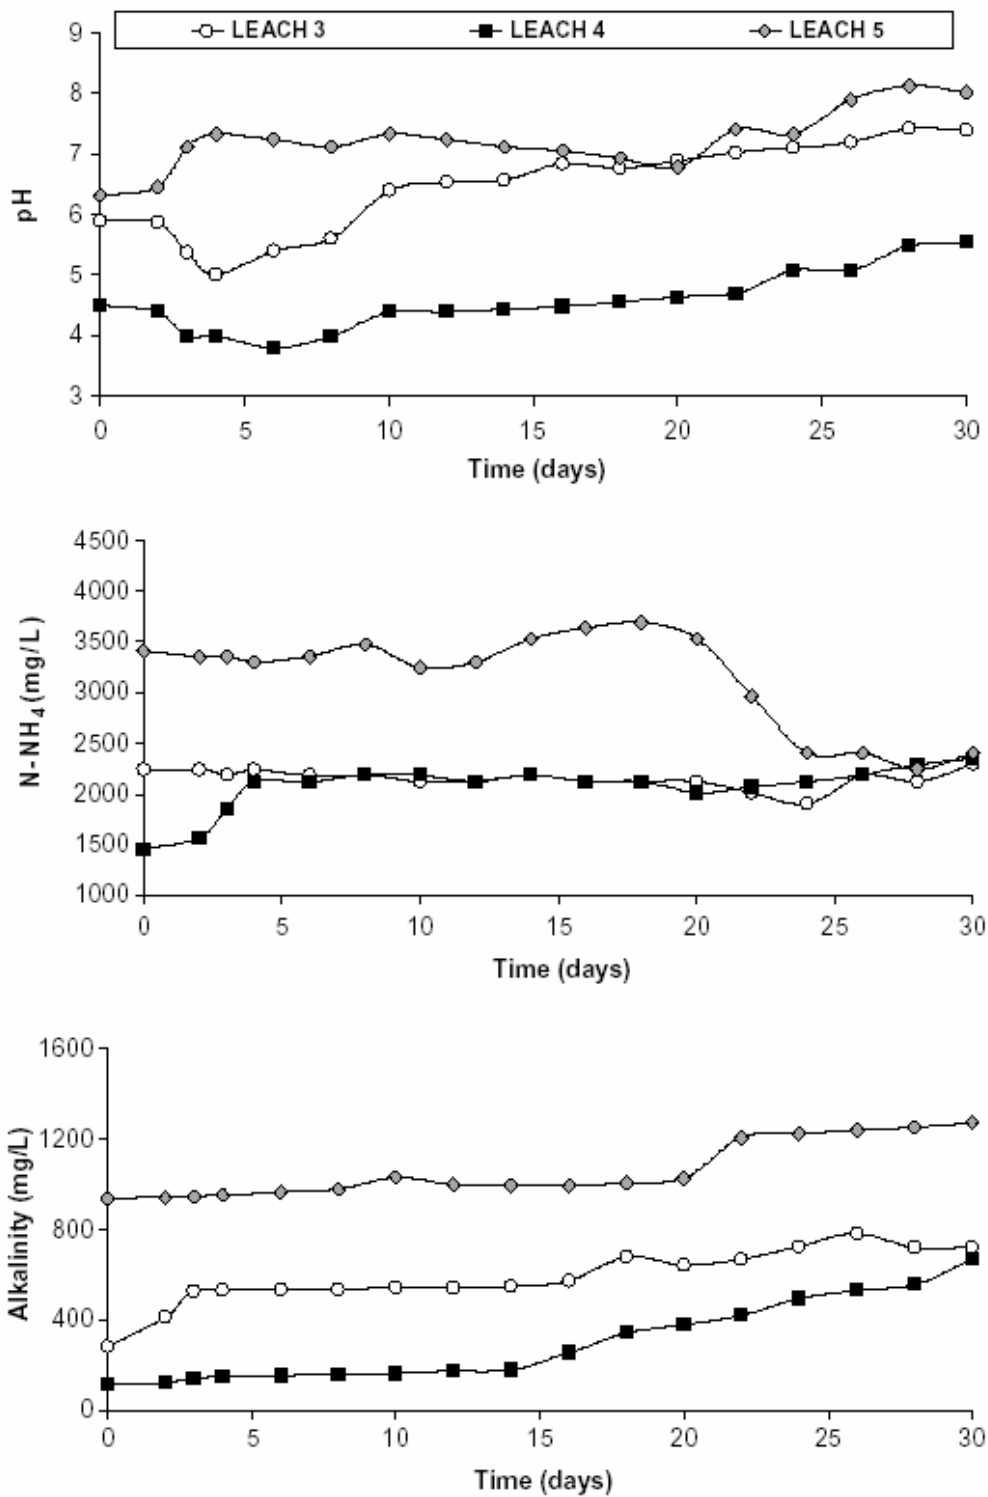 LEACH 3 LEACH 4 LEACH 5
9
8
7
6
5
4
3
pH
0 5 10 15 20 25 30
Time (days)
4500
4000
3500
3000
2500
2000
1500
1000
N-NH4 (mg/L)
0 5 10 15 20 25 30
Time (days)
1600
1200
800
400
0
Alkalinity (mg/L)
0 5 10 15 20 25 30
Time (days)